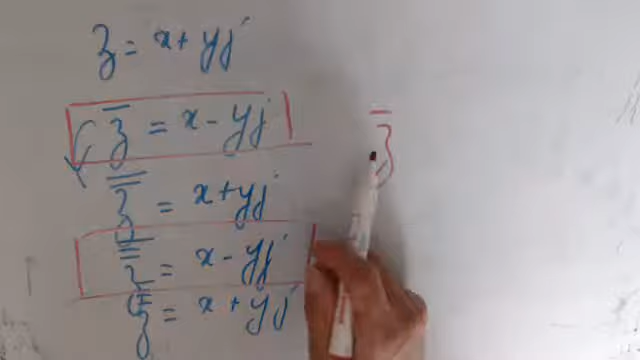 z = x + yj
z̅ = x - yj
z̿ = x + yj
z̿̅ = x - yj
z̿̿ = x + yj
z̅